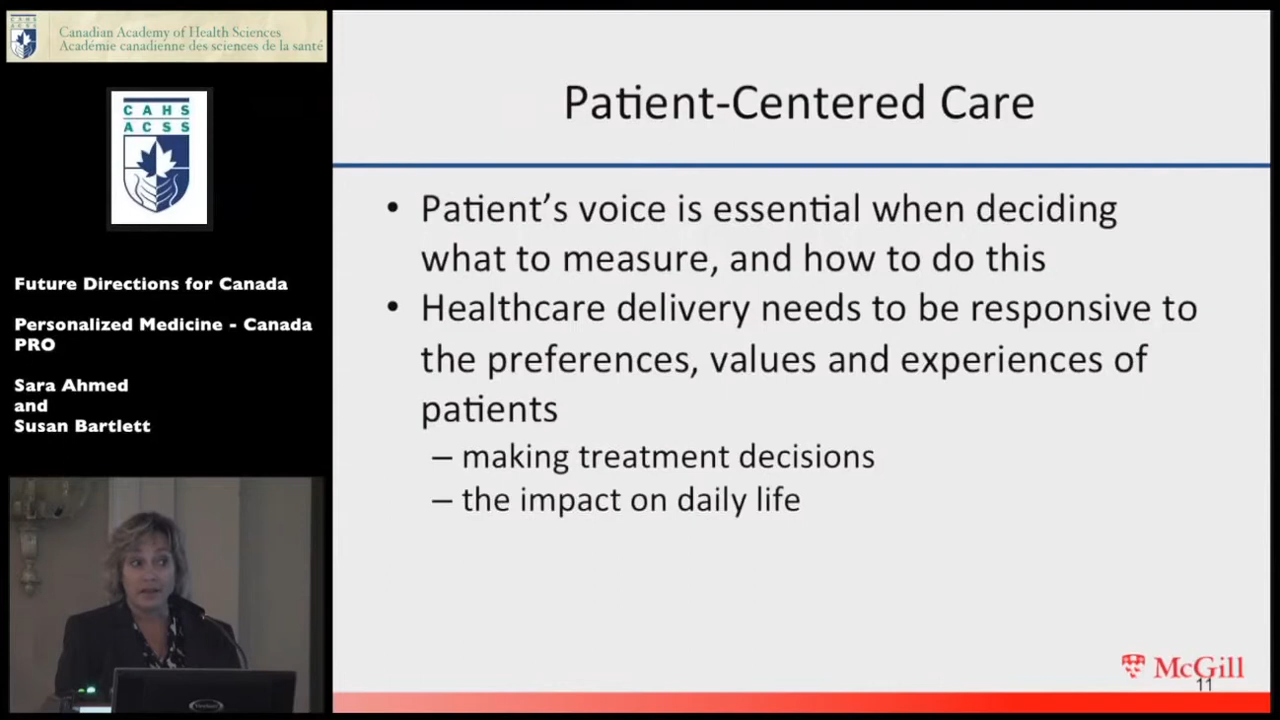 Canadian Academy of Health Sciences
Académie canadienne des sciences de la santé
CAHS
ACSS
Future Directions for Canada
Personalized Medicine - Canada
PRO
Sara Ahmed
and
Susan Bartlett
Patient-Centered Care
• Patient’s voice is essential when deciding
what to measure, and how to do this
• Healthcare delivery needs to be responsive to
the preferences, values and experiences of
patients
– making treatment decisions
– the impact on daily life
McGill
11